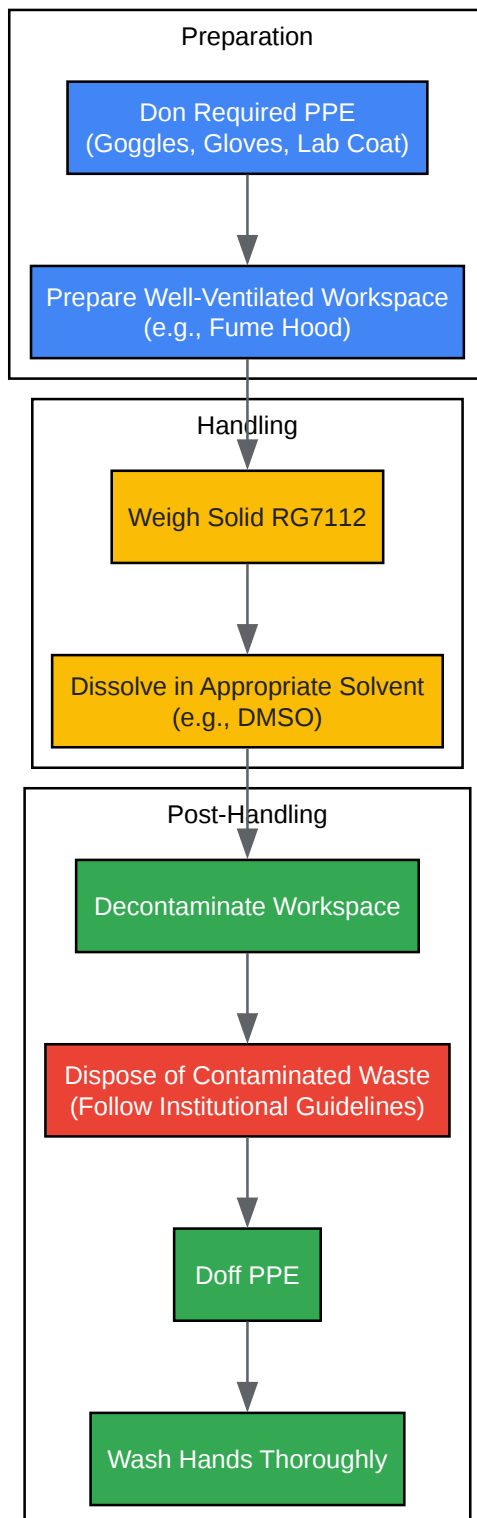 Preparation
Don Required PPE
(Goggles, Gloves, Lab Coat)
Prepare Well-Ventilated Workspace
(e.g., Fume Hood)
Handling
Weigh Solid RG7112
Dissolve in Appropriate Solvent
(e.g., DMSO)
Post-Handling
Decontaminate Workspace
Dispose of Contaminated Waste
(Follow Institutional Guidelines)
Doff PPE
Wash Hands Thoroughly